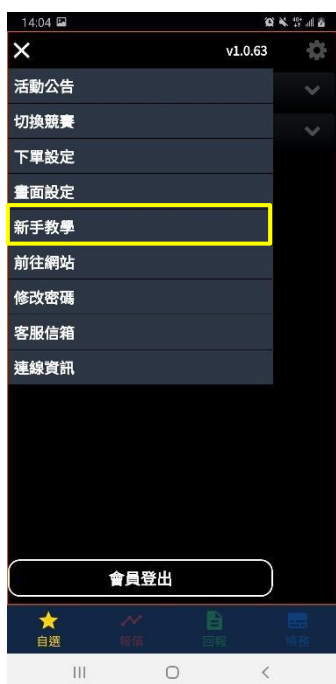 14:04
v1.0.63
活動公告
切換競賽
下單設定
畫面設定
新手教學
前往網站
修改密碼
客服信箱
連線資訊
會員登出
自選
報價
回報
帳務